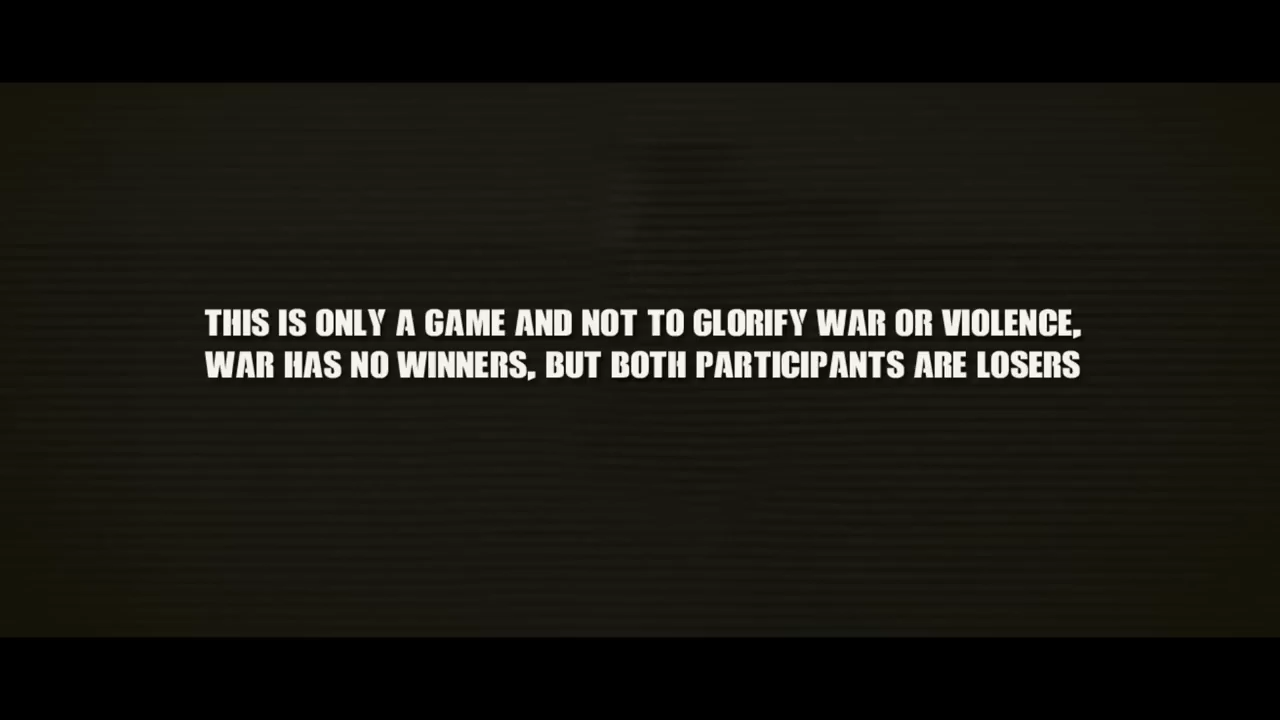 THIS IS ONLY A GAME AND NOT TO GLORIFY WAR OR VIOLENCE,
WAR HAS NO WINNERS, BUT BOTH PARTICIPANTS ARE LOSERS